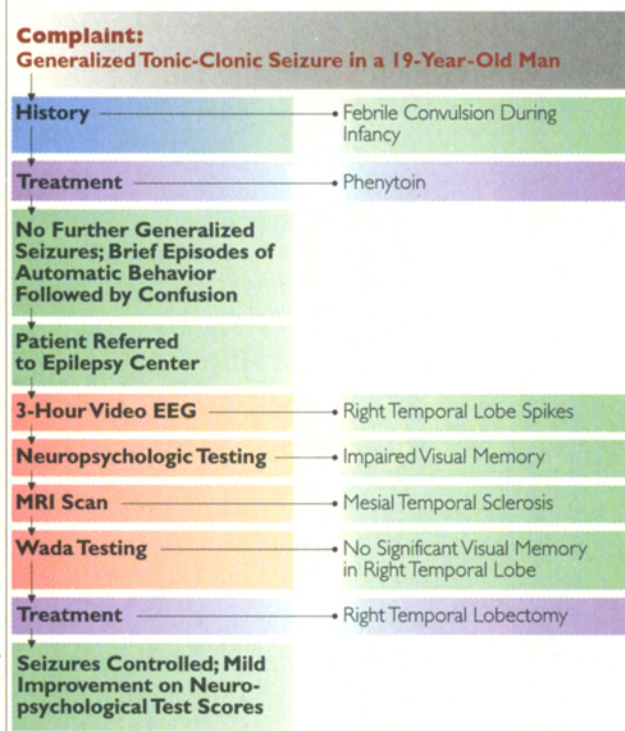 Complaint:
Generalized Tonic-Clonic Seizure in a 19-Year-Old Man
History
Febrile Convulsion During
Infancy
Treatment
Phenytoin
No Further Generalized
Seizures; Brief Episodes of
Automatic Behavior
Followed by Confusion
Patient Referred
to Epilepsy Center
3-Hour Video EEG
Right Temporal Lobe Spikes
Neuropsychologic Testing
Impaired Visual Memory
MRI Scan
Mesial Temporal Sclerosis
Wada Testing
No Significant Visual Memory
in Right Temporal Lobe
Treatment
Right Temporal Lobectomy
Seizures Controlled; Mild
Improvement on Neuro-
psychological Test Scores